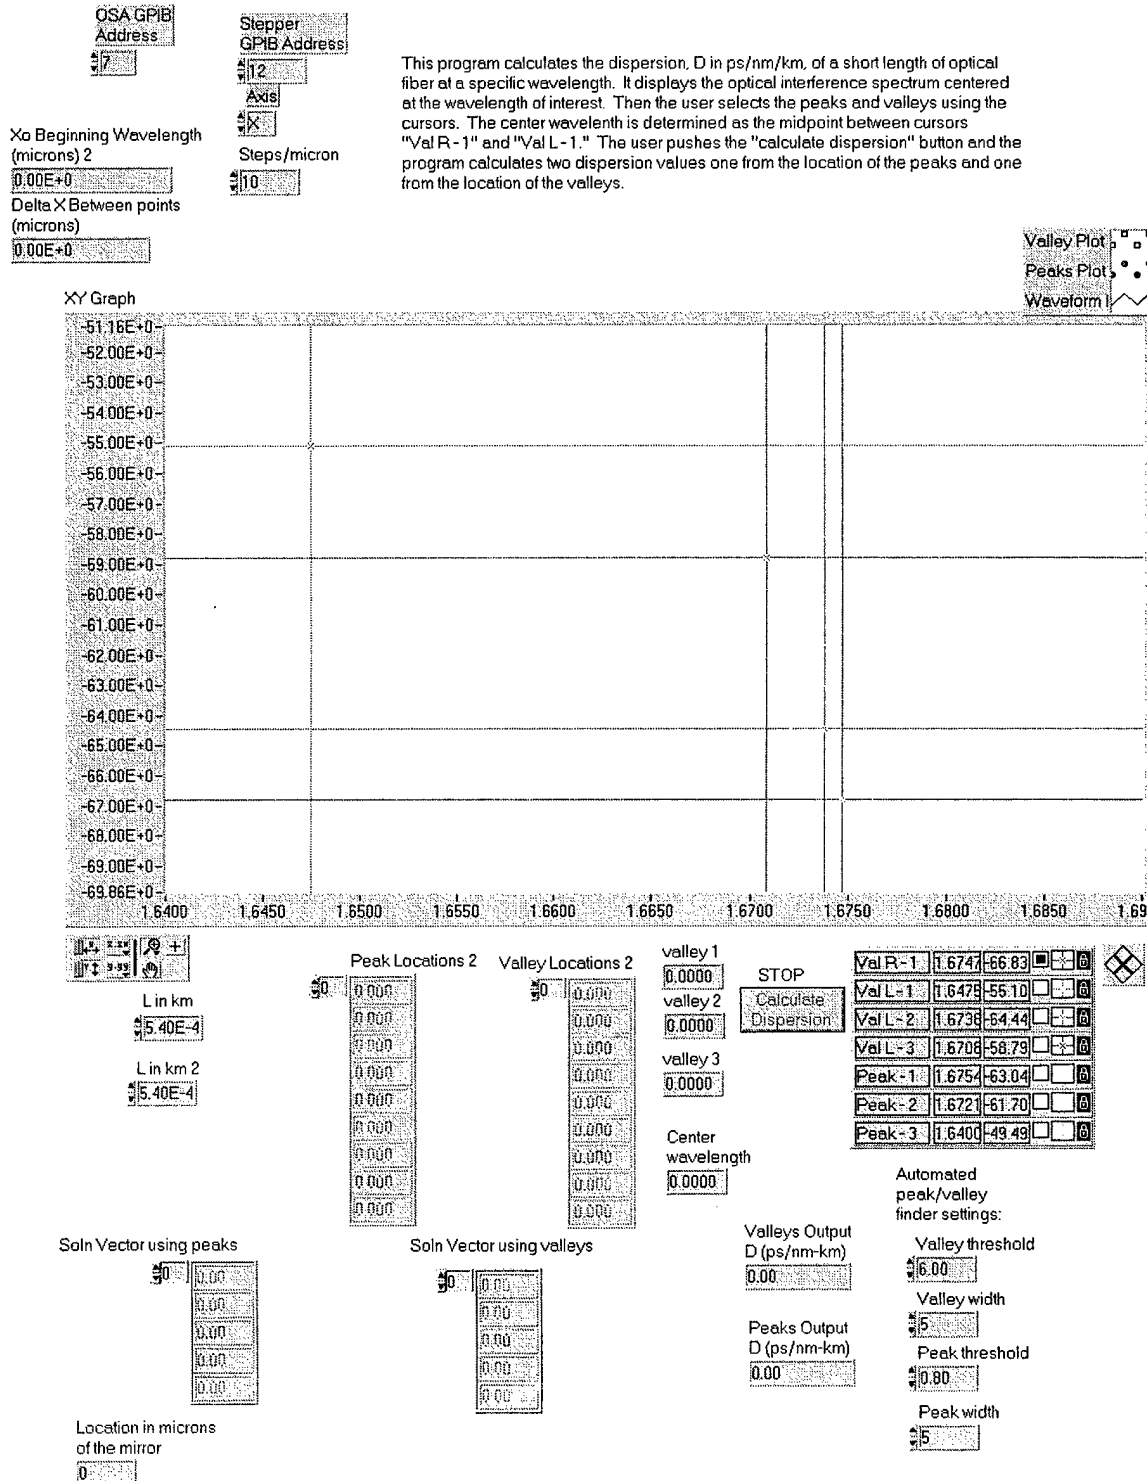 OSA GPIB
Address
7
Stepper
GPIB Address
12
Axis
X
Steps/micron
10
Xo Beginning Wavelength
(microns) 2
0.00E+0
Delta X Between points
(microns)
0.00E+0
This program calculates the dispersion, D in ps/nm/km, of a short length of optical
fiber at a specific wavelength. It displays the optical interference spectrum centered
at the wavelength of interest. Then the user selects the peaks and valleys using the
cursors. The center wavelenth is determined as the midpoint between cursors
"Val R-1" and "Val L-1." The user pushes the "calculate dispersion" button and the
program calculates two dispersion values one from the location of the peaks and one
from the location of the valleys.
Valley Plot
Peaks Plot
Waveform
XY Graph
-51.16E+0
-52.00E+0
-53.00E+0
-54.00E+0
-55.00E+0
-56.00E+0
-57.00E+0
-58.00E+0
-59.00E+0
-60.00E+0
-61.00E+0
-62.00E+0
-63.00E+0
-64.00E+0
-65.00E+0
-66.00E+0
-67.00E+0
-68.00E+0
-69.00E+0
-69.86E+0
1.6400 1.6450 1.6500 1.6550 1.6600 1.6650 1.6700 1.6750 1.6800 1.6850 1.69
L in km
5.40E-4
L in km 2
5.40E-4
Peak Locations 2
0
0.000
0.000
0.000
0.000
0.000
0.000
0.000
0.000
0.000
Valley Locations 2
0
0.000
0.000
0.000
0.000
0.000
0.000
0.000
0.000
0.000
valley 1
0.0000
valley 2
0.0000
valley 3
0.0000
Center
wavelength
0.0000
STOP
Calculate
Dispersion
Val R-1 1.6747 -66.83
Val L-1 1.6475 -55.10
Val L-2 1.6738 -64.44
Val L-3 1.6708 -58.79
Peak-1 1.6754 -63.04
Peak-2 1.6721 -61.70
Peak-3 1.6400 -49.49
Automated
peak/valley
finder settings:
Valley threshold
6.00
Valley width
5
Peak threshold
0.80
Peak width
5
Valleys Output
D (ps/nm-km)
0.00
Peaks Output
D (ps/nm-km)
0.00
Soln Vector using peaks
0
0.00
0.00
0.00
0.00
0.00
Soln Vector using valleys
0
0.00
0.00
0.00
0.00
0.00
Location in microns
of the mirror
0